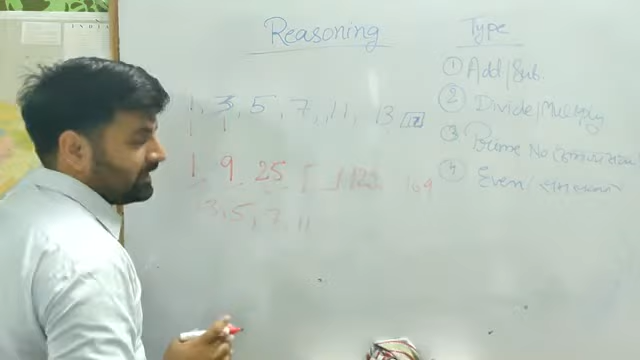 Reasoning
1, 3, 5, 7, 11, 13 17
1 9 25 [ ] 121 169
3, 5, 7, 11
Type
① Add/Sub.
② Divide/Multiply
③ Prime No
④ Even/